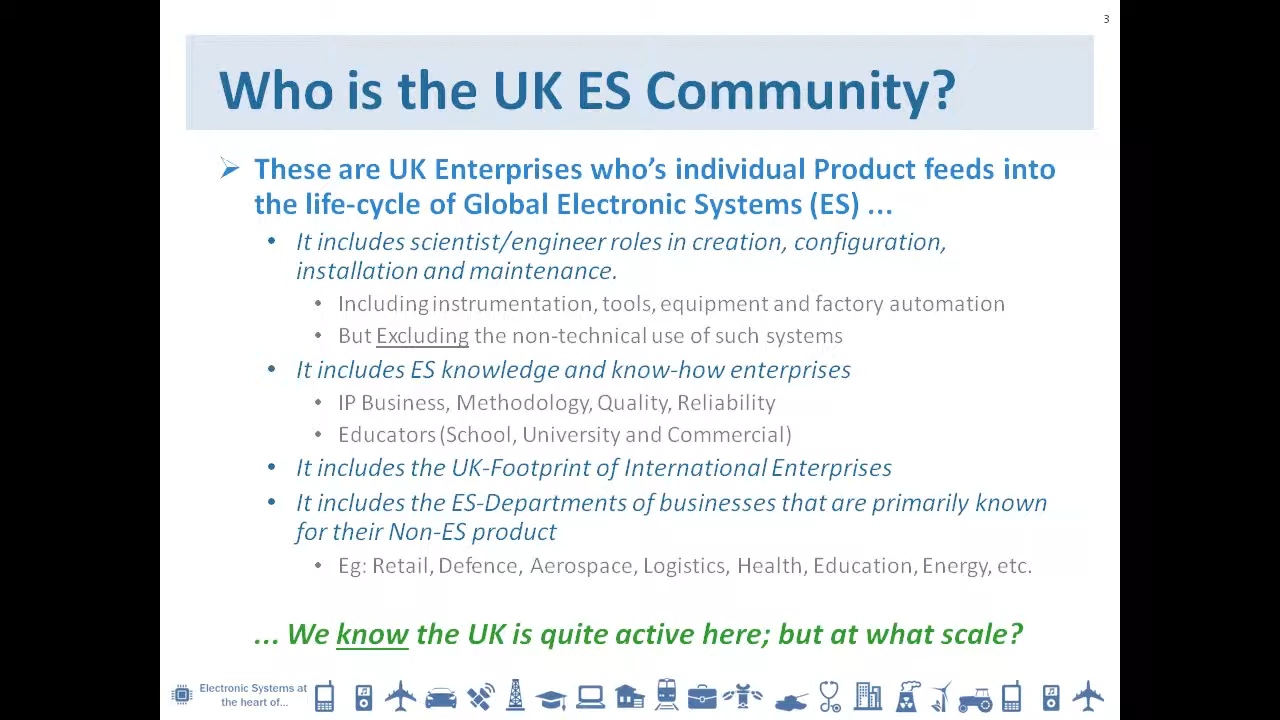 3
Who is the UK ES Community?
➢ These are UK Enterprises who's individual Product feeds into
the life-cycle of Global Electronic Systems (ES) ...
• It includes scientist/engineer roles in creation, configuration,
installation and maintenance.
• Including instrumentation, tools, equipment and factory automation
• But Excluding the non-technical use of such systems
• It includes ES knowledge and know-how enterprises
• IP Business, Methodology, Quality, Reliability
• Educators (School, University and Commercial)
• It includes the UK-Footprint of International Enterprises
• It includes the ES-Departments of businesses that are primarily known
for their Non-ES product
• Eg: Retail, Defence, Aerospace, Logistics, Health, Education, Energy, etc.
... We know the UK is quite active here; but at what scale?
Electronic Systems at
the heart of...